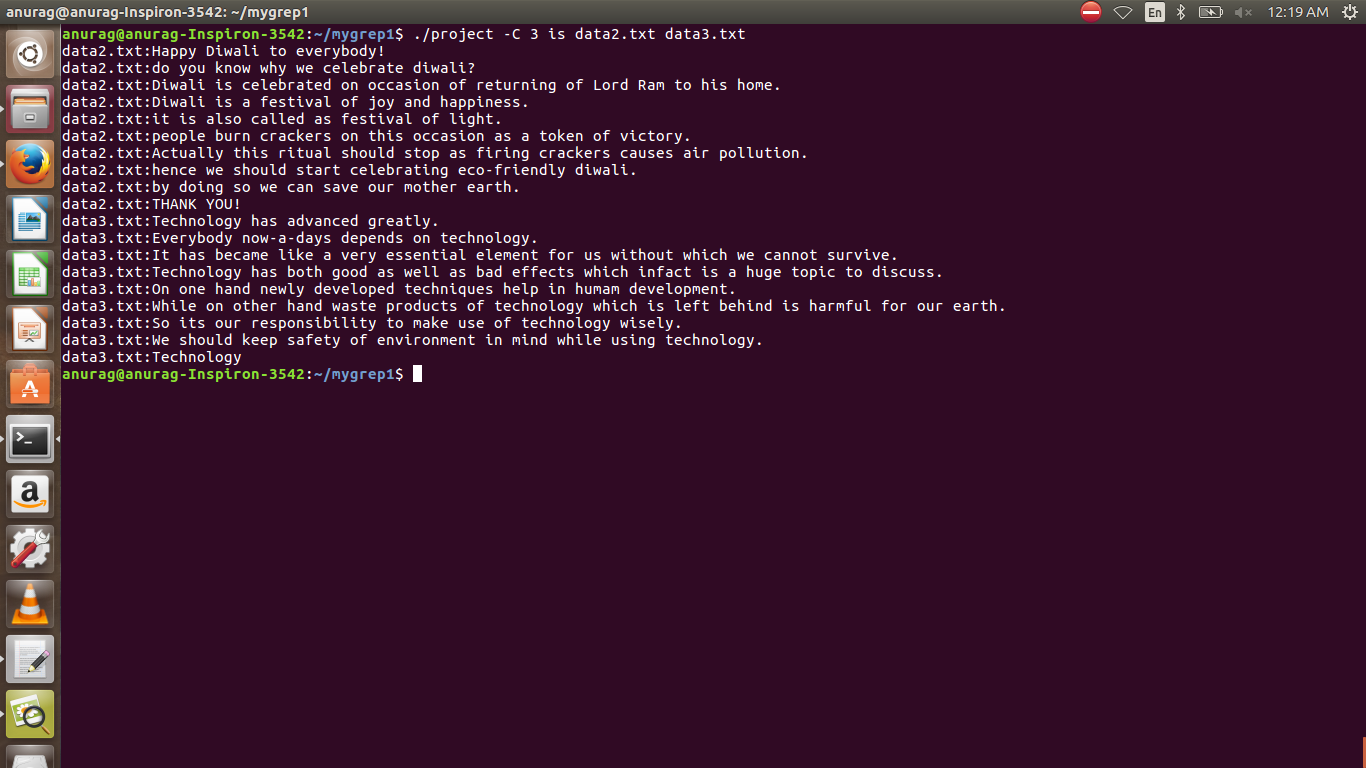 anurag@anurag-Inspiron-3542: ~/mygrep1
En
12:19 AM
anurag@anurag-Inspiron-3542:~/mygrep1$ ./project -C 3 is data2.txt data3.txt
data2.txt:Happy Diwali to everybody!
data2.txt:do you know why we celebrate diwali?
data2.txt:Diwali is celebrated on occasion of returning of Lord Ram to his home.
data2.txt:Diwali is a festival of joy and happiness.
data2.txt:it is also called as festival of light.
data2.txt:people burn crackers on this occasion as a token of victory.
data2.txt:Actually this ritual should stop as firing crackers causes air pollution.
data2.txt:hence we should start celebrating eco-friendly diwali.
data2.txt:by doing so we can save our mother earth.
data2.txt:THANK YOU!
data3.txt:Technology has advanced greatly.
data3.txt:Everybody now-a-days depends on technology.
data3.txt:It has became like a very essential element for us without which we cannot survive.
data3.txt:Technology has both good as well as bad effects which infact is a huge topic to discuss.
data3.txt:On one hand newly developed techniques help in humam development.
data3.txt:While on other hand waste products of technology which is left behind is harmful for our earth.
data3.txt:So its our responsibility to make use of technology wisely.
data3.txt:We should keep safety of environment in mind while using technology.
data3.txt:Technology
anurag@anurag-Inspiron-3542:~/mygrep1$